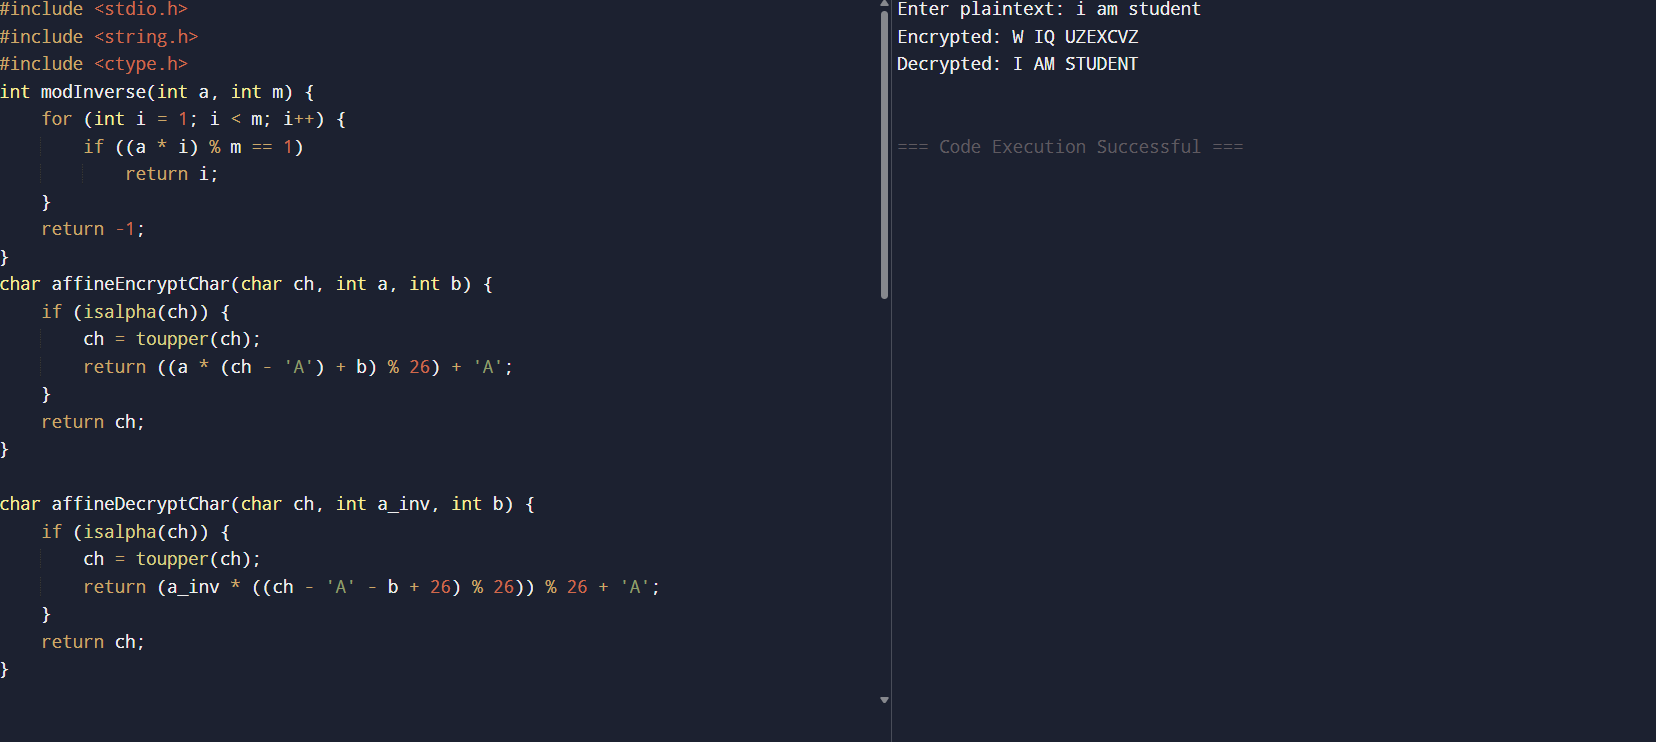 #include <stdio.h>
#include <string.h>
#include <ctype.h>
int modInverse(int a, int m) {
    for (int i = 1; i < m; i++) {
        if ((a * i) % m == 1)
            return i;
    }
    return -1;
}
char affineEncryptChar(char ch, int a, int b) {
    if (isalpha(ch)) {
        ch = toupper(ch);
        return ((a * (ch - 'A') + b) % 26) + 'A';
    }
    return ch;
}
char affineDecryptChar(char ch, int a_inv, int b) {
    if (isalpha(ch)) {
        ch = toupper(ch);
        return (a_inv * ((ch - 'A' - b + 26) % 26)) % 26 + 'A';
    }
    return ch;
}
Enter plaintext: i am student
Encrypted: W IQ UZEXCVZ
Decrypted: I AM STUDENT
=== Code Execution Successful ===